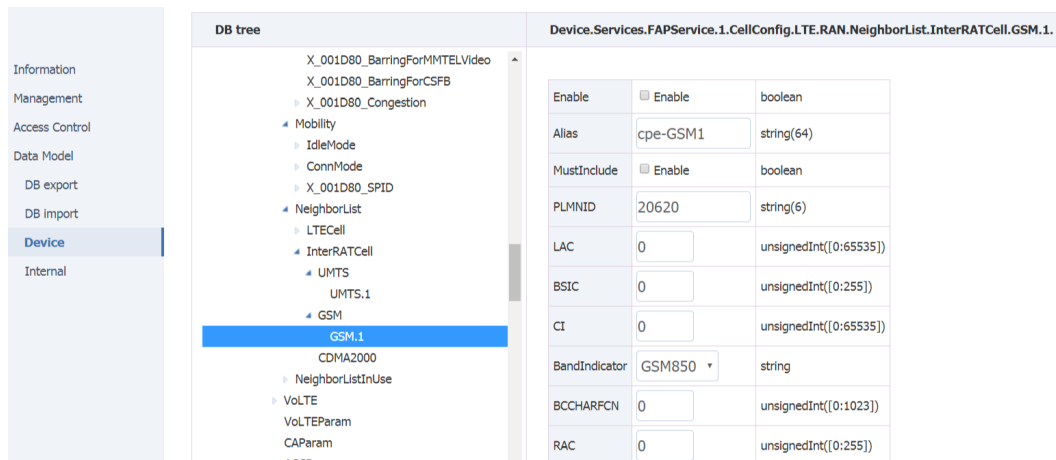 DB tree
Device.Services.FAPService.1.CellConfig.LTE.RAN.NeighborList.InterRATCell.GSM.1.
Information
Management
Access Control
Data Model
DB export
DB import
Device
Internal
X_001D80_BarringForMMTELVideo
X_001D80_BarringForCSFB
X_001D80_Congestion
Mobility
IdleMode
ConnMode
X_001D80_SPID
NeighborList
LTECell
InterRATCell
UMTS
UMTS.1
GSM
GSM.1
CDMA2000
NeighborListInUse
VoLTE
VoLTEParam
CAParam
Enable Enable boolean
Alias cpe-GSM1 string(64)
MustInclude Enable boolean
PLMNID 20620 string(6)
LAC 0 unsignedInt([0:65535])
BSIC 0 unsignedInt([0:255])
CI 0 unsignedInt([0:65535])
BandIndicator GSM850 string
BCCHARFCN 0 unsignedInt([0:1023])
RAC 0 unsignedInt([0:255])